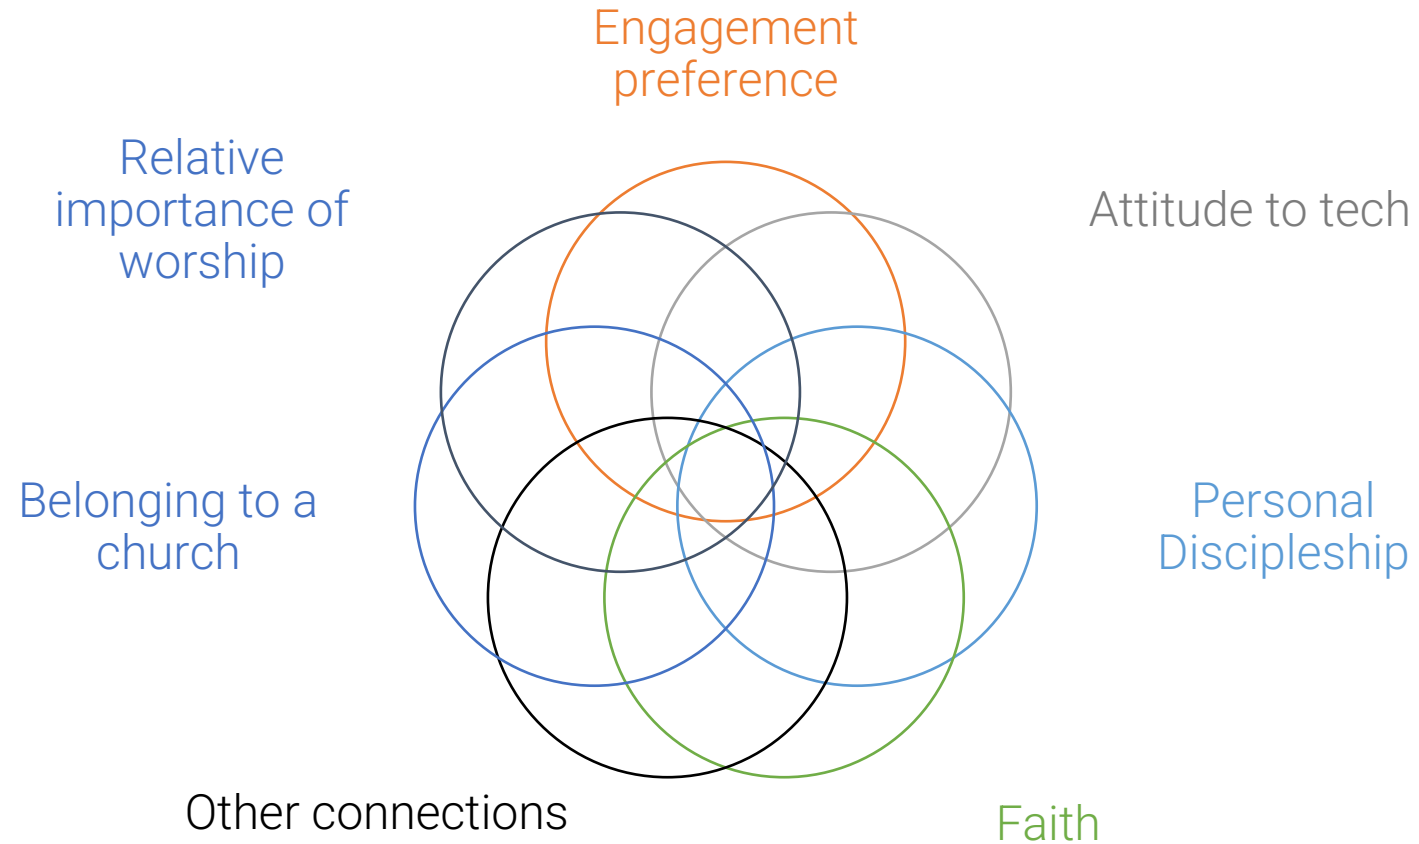 Engagement
preference
Relative
importance of
worship
Attitude to tech
Belonging to a
church
Personal
Discipleship
Other connections
Faith